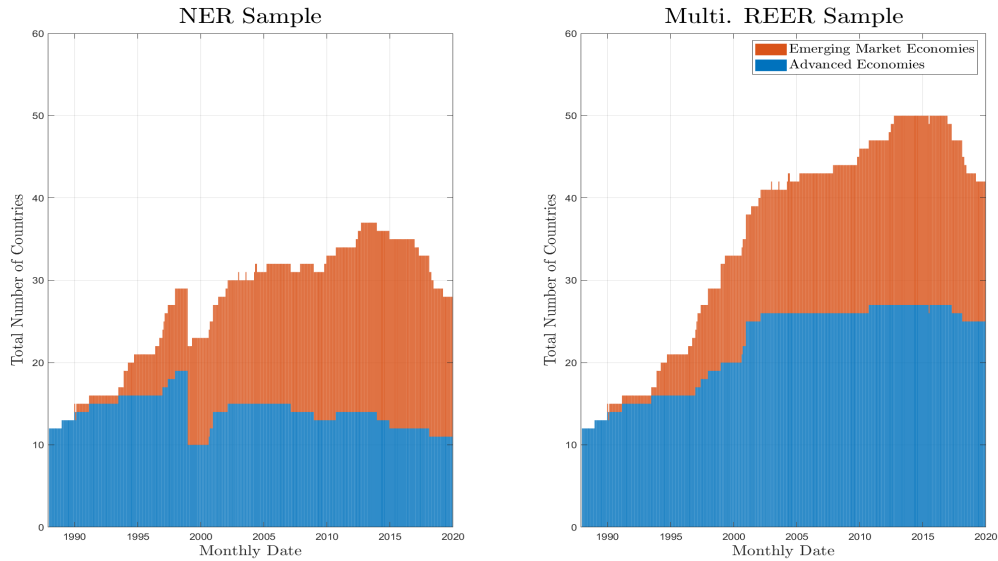 NER Sample
60
50
40
30
20
10
0
Total Number of Countries
1990 1995 2000 2005 2010 2015 2020
Monthly Date
Multi. REER Sample
Emerging Market Economies
Advanced Economies
60
50
40
30
20
10
0
Total Number of Countries
1990 1995 2000 2005 2010 2015 2020
Monthly Date